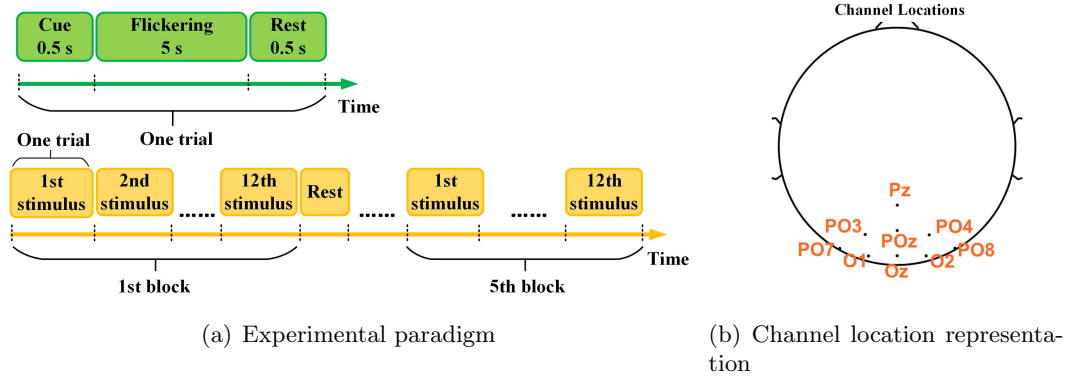 Cue
0.5 s
Flickering
5 s
Rest
0.5 s
Time
One trial
One trial
1st
stimulus
2nd
stimulus
......
12th
stimulus
Rest
......
1st
stimulus
......
12th
stimulus
Time
1st block
5th block
(a) Experimental paradigm
Channel Locations
Pz
PO3
POz
PO4
PO7
O1
Oz
O2
PO8
(b) Channel location representa-
tion